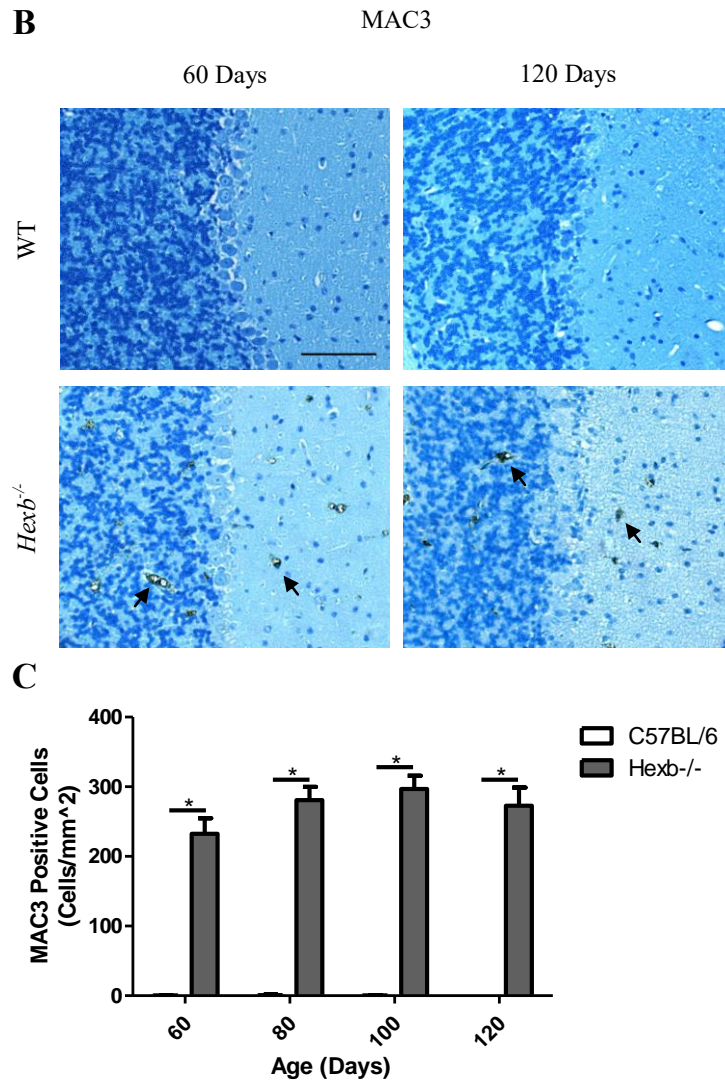 B
MAC3
60 Days
120 Days
WT
Hexb-/-
C
MAC3 Positive Cells
(Cells/mm^2)
400
300
200
100
0
*
*
*
*
C57BL/6
Hexb-/-
60
80
100
120
Age (Days)